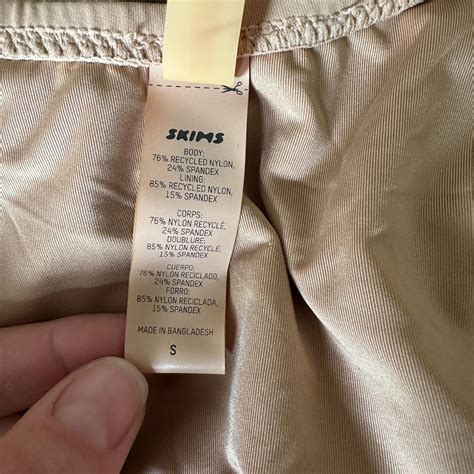 SKIMS
BODY:
76% RECYCLED NYLON,
24% SPANDEX
LINING:
85% RECYCLED NYLON,
15% SPANDEX
CORPS:
76% NYLON RECYCLÉ,
24% SPANDEX
DOUBLURE:
85% NYLON RECYCLÉ,
15% SPANDEX
CUERPO:
76% NYLON RECICLADO,
24% SPANDEX
FORRO:
85% NYLON RECICLADA,
15% SPANDEX
MADE IN BANGLADESH
S